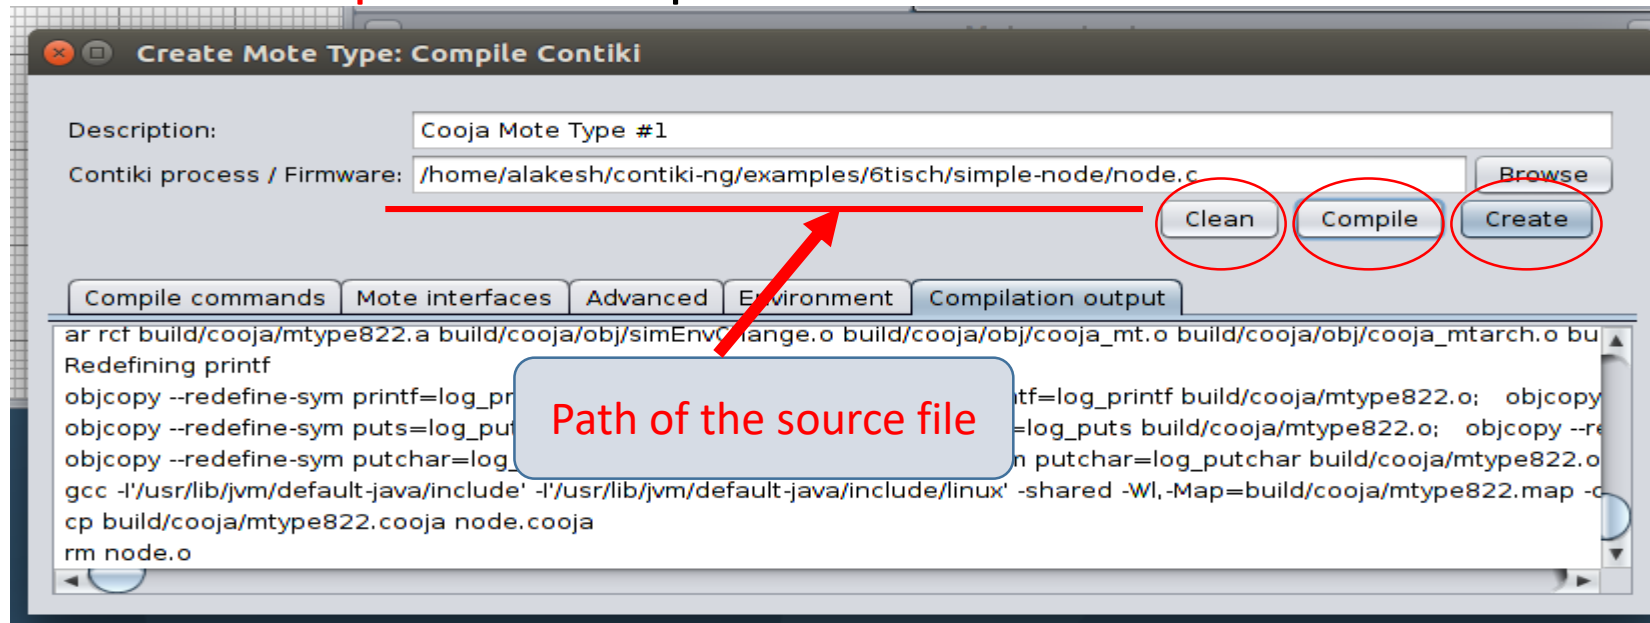 Create Mote Type: Compile Contiki
Description: Cooja Mote Type #1
Contiki process / Firmware: /home/alakesh/contiki-ng/examples/6tisch/simple-node/node.c Browse
Clean Compile Create
Compile commands Mote interfaces Advanced Environment Compilation output
ar rcf build/cooja/mtype822.a build/cooja/obj/simEnvChange.o build/cooja/obj/cooja_mt.o build/cooja/obj/cooja_mtarch.o bu
Redefining printf
objcopy --redefine-sym printf=log_pr tf=log_printf build/cooja/mtype822.o; objcopy
objcopy --redefine-sym puts=log_put =log_puts build/cooja/mtype822.o; objcopy --re
Path of the source file
objcopy --redefine-sym putchar=log_ putchar=log_putchar build/cooja/mtype822.o
gcc -I'/usr/lib/jvm/default-java/include' -I'/usr/lib/jvm/default-java/include/linux' -shared -Wl,-Map=build/cooja/mtype822.map -o
cp build/cooja/mtype822.cooja node.cooja
rm node.o